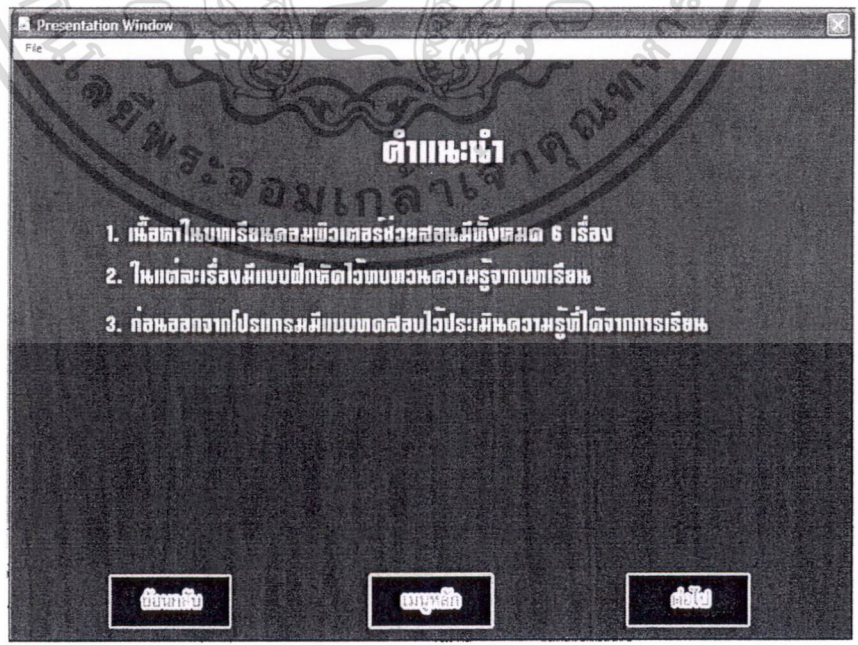 Presentation Window
File
คำแนะนำ
1. เนื้อหาในบทเรียนคอมพิวเตอร์ช่วยสอนมีทั้งหมด 6 เรื่อง
2. ในแต่ละเรื่องมีแบบฝึกหัดไว้ทบทวนความรู้จากบทเรียน
3. ก่อนออกจากโปรแกรมมีแบบทดสอบไว้ประเมินความรู้ที่ได้จากการเรียน
ย้อนกลับ
เมนูหลัก
ต่อไป